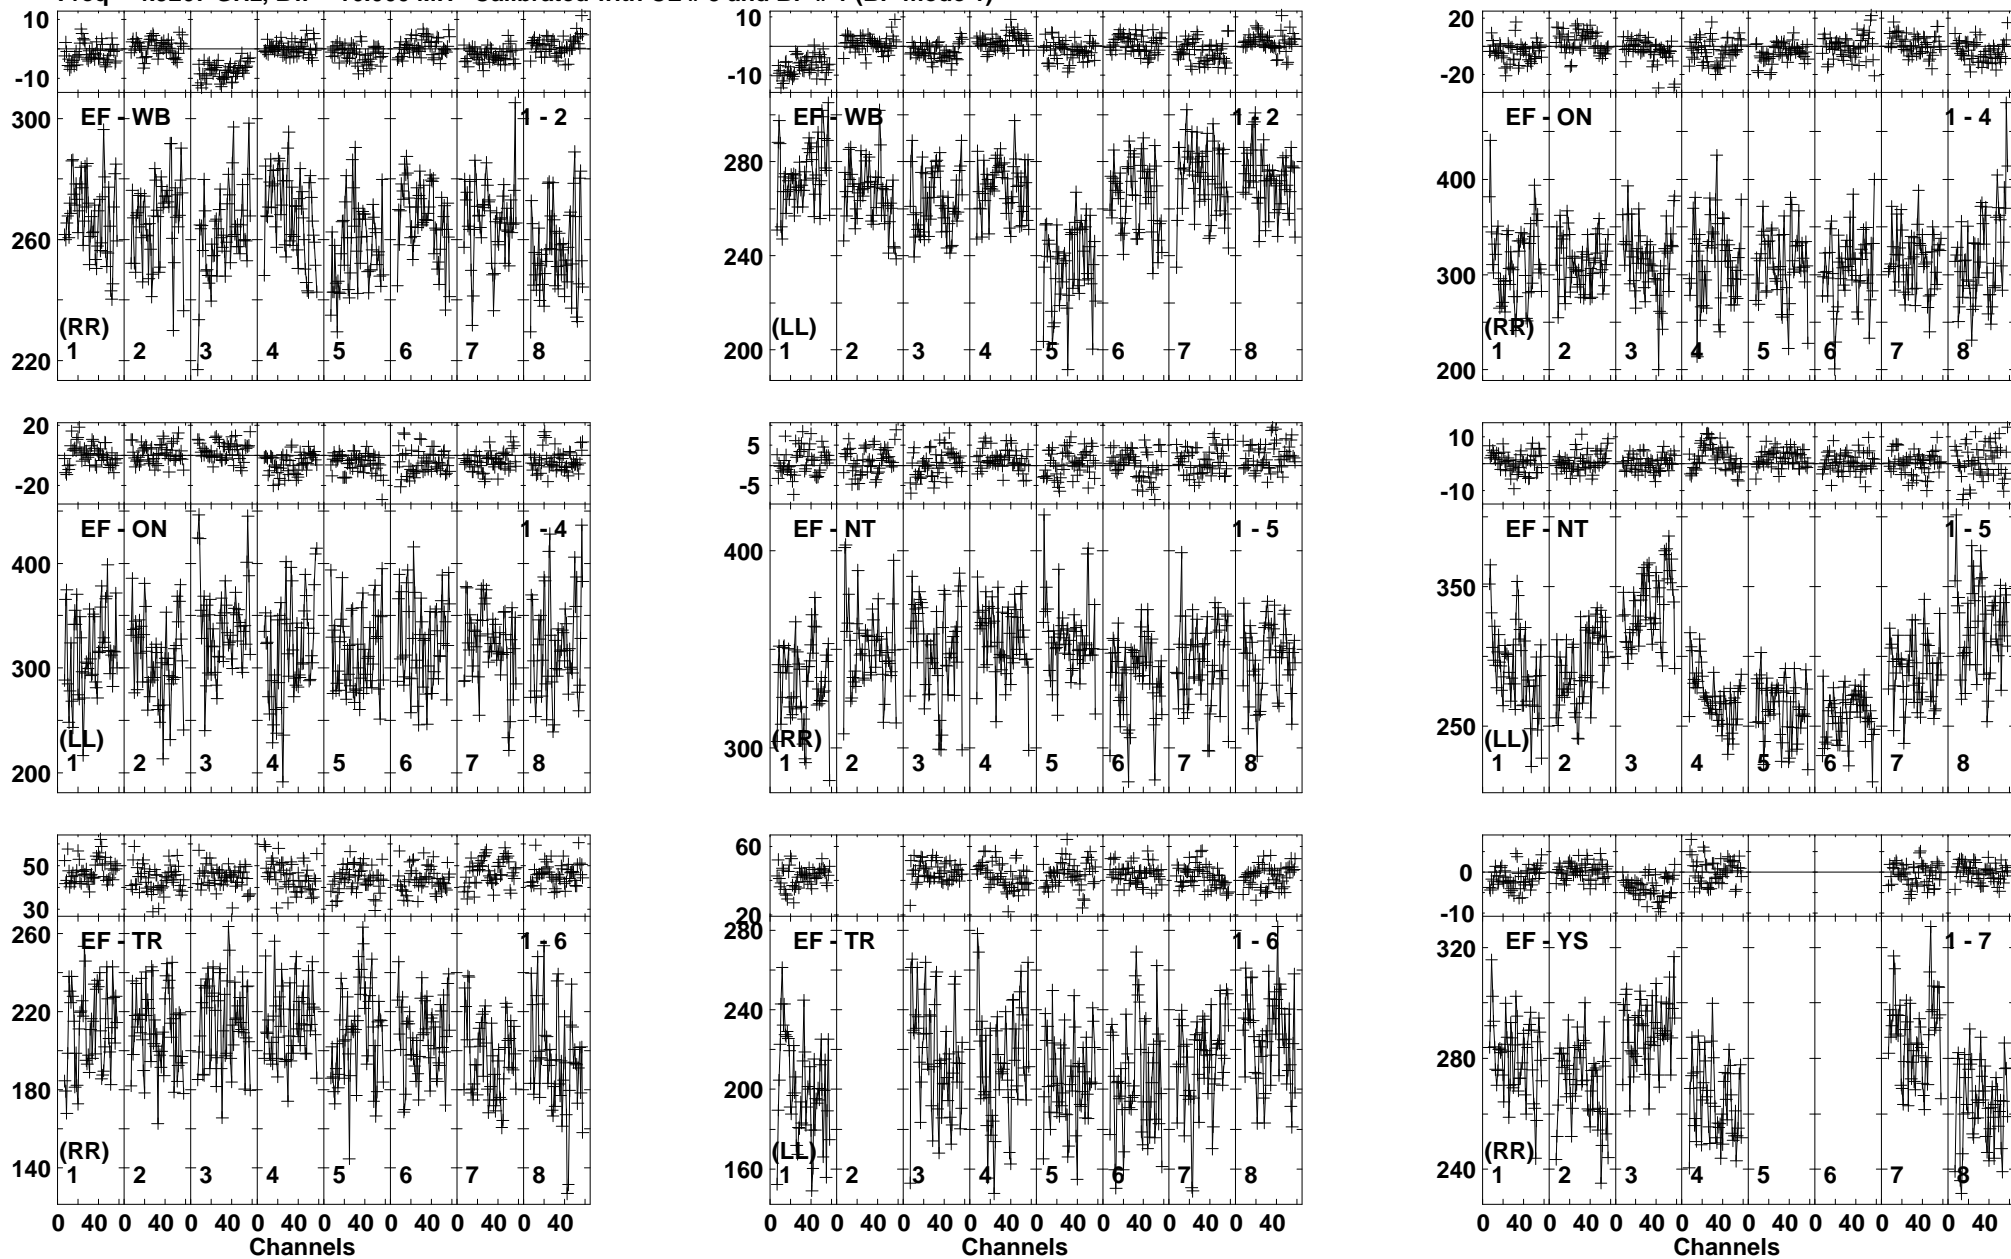 10 10 20
-10 -10 -20
300 EF - WB 1 - 2 EF - WB 1 - 2 EF - ON 1 - 4
280 400
260 240 300
(RR) (LL) (RR)
220 1 2 3 4 5 6 7 8 200 1 2 3 4 5 6 7 8 200 1 2 3 4 5 6 7 8
20 5 10
-20 -5 -10
EF - ON 1 - 4 EF - NT 1 - 5 EF - NT 1 - 5
400 400 350
300 300 250
(LL) (RR) (LL)
200 1 2 3 4 5 6 7 8 1 2 3 4 5 6 7 8 1 2 3 4 5 6 7 8
50 60 0
30 20 -10
260 EF - TR 1 - 6 280 EF - TR 1 - 6 320 EF - YS 1 - 7
220 240 280
180 200
(RR) (LL) (RR)
140 1 2 3 4 5 6 7 8 160 1 2 3 4 5 6 7 8 240 1 2 3 4 5 6 7 8
0 40 0 40 0 40 0 40 0 40 0 40 0 40 0 40 0 40 0 40 0 40 0 40 0 40 0 40 0 40 0 40 0 40 0 40 0 40 0 40 0 40 0 40 0 40 0 40
Channels Channels Channels